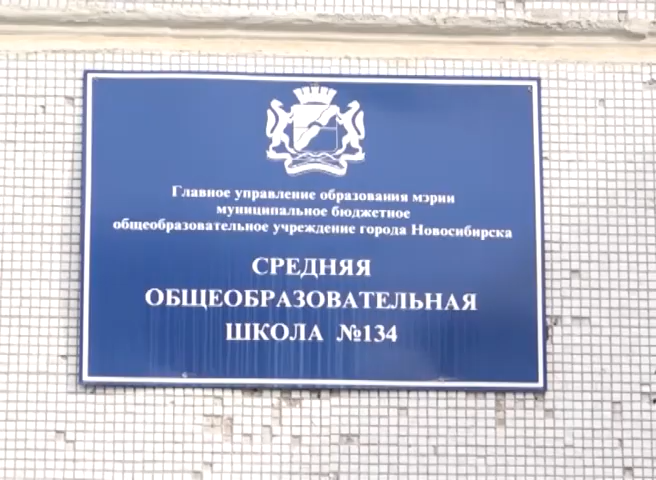 Главное управление образования мэрии
муниципальное бюджетное
общеобразовательное учреждение города Новосибирска
СРЕДНЯЯ
ОБЩЕОБРАЗОВАТЕЛЬНАЯ
ШКОЛА №134